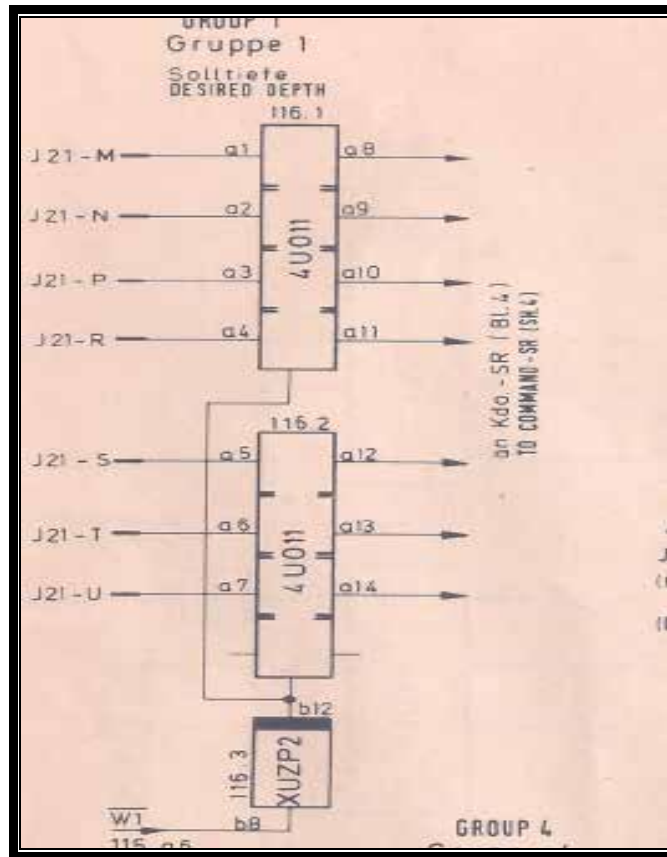 GROUP 1
Gruppe 1
Solltiefe
DESIRED DEPTH
116.1
J21-M a1 a8
J21-N a2 a9
4U011
J21-P a3 a10
J21-R a4 a11
an Kdo.-SR (Bl.4)
TO COMMAND-SR (SH.4)
116.2
J21-S a5 a12
J21-T a6 a13
4U011
J21-U a7 a14
b12
116.3
XUZP2
W1
b8
115 a6
GROUP 4